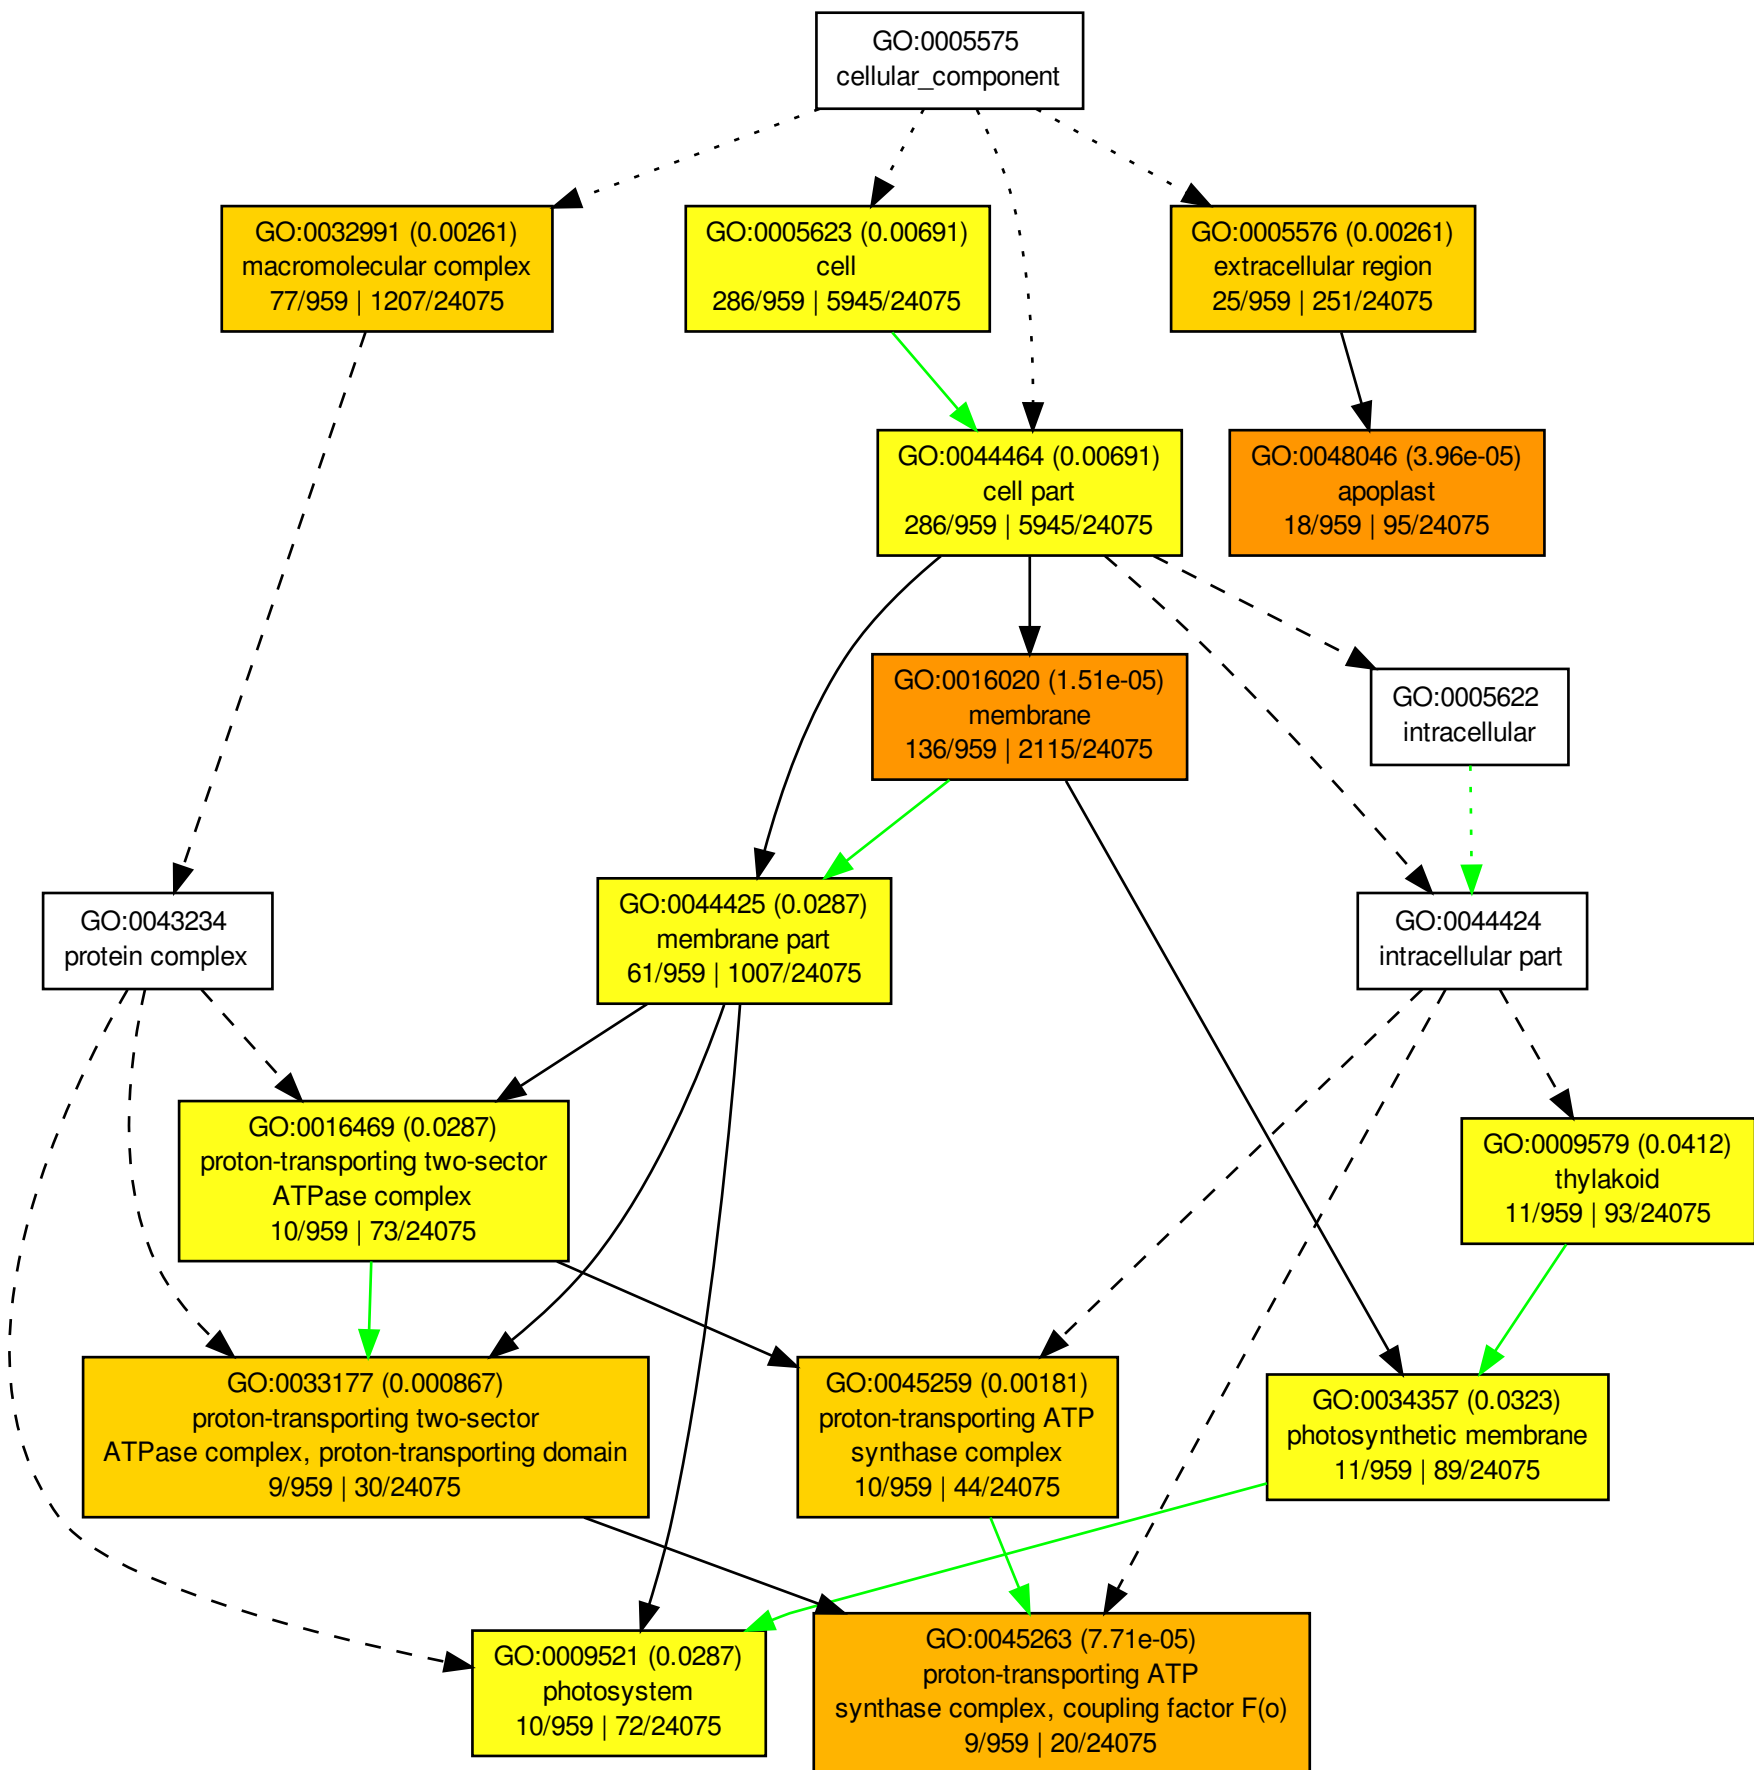 GO:0005575
cellular_component
GO:0032991 (0.00261)
macromolecular complex
77/959 | 1207/24075
GO:0005623 (0.00691)
cell
286/959 | 5945/24075
GO:0005576 (0.00261)
extracellular region
25/959 | 251/24075
GO:0044464 (0.00691)
cell part
286/959 | 5945/24075
GO:0048046 (3.96e-05)
apoplast
18/959 | 95/24075
GO:0016020 (1.51e-05)
membrane
136/959 | 2115/24075
GO:0005622
intracellular
GO:0043234
protein complex
GO:0044425 (0.0287)
membrane part
61/959 | 1007/24075
GO:0044424
intracellular part
GO:0016469 (0.0287)
proton-transporting two-sector
ATPase complex
10/959 | 73/24075
GO:0009579 (0.0412)
thylakoid
11/959 | 93/24075
GO:0033177 (0.000867)
proton-transporting two-sector
ATPase complex, proton-transporting domain
9/959 | 30/24075
GO:0045259 (0.00181)
proton-transporting ATP
synthase complex
10/959 | 44/24075
GO:0034357 (0.0323)
photosynthetic membrane
11/959 | 89/24075
GO:0009521 (0.0287)
photosystem
10/959 | 72/24075
GO:0045263 (7.71e-05)
proton-transporting ATP
synthase complex, coupling factor F(o)
9/959 | 20/24075